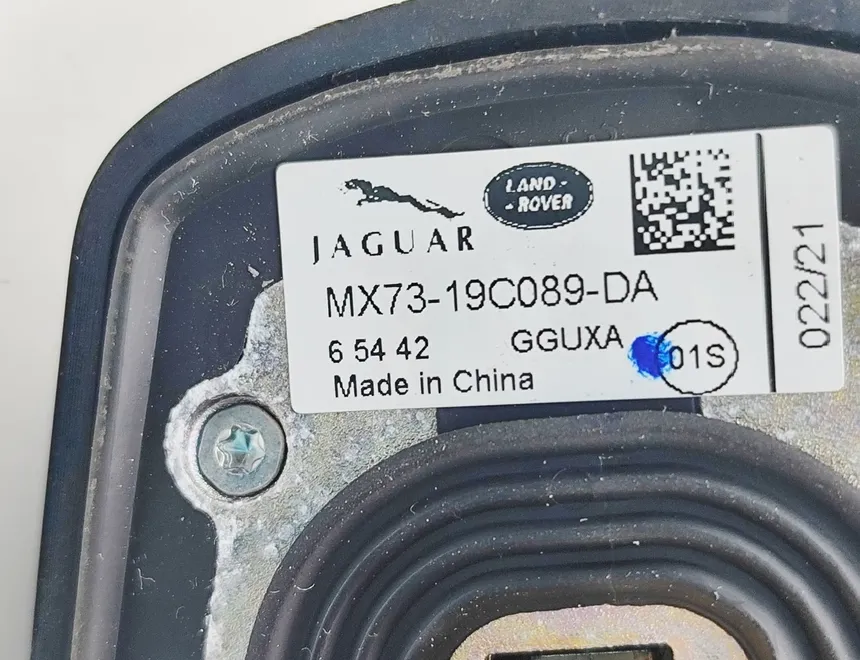 JAGUAR
LAND-
-ROVER
MX73-19C089-DA
6 54 42 GGUXA 01S
Made in China
022/21